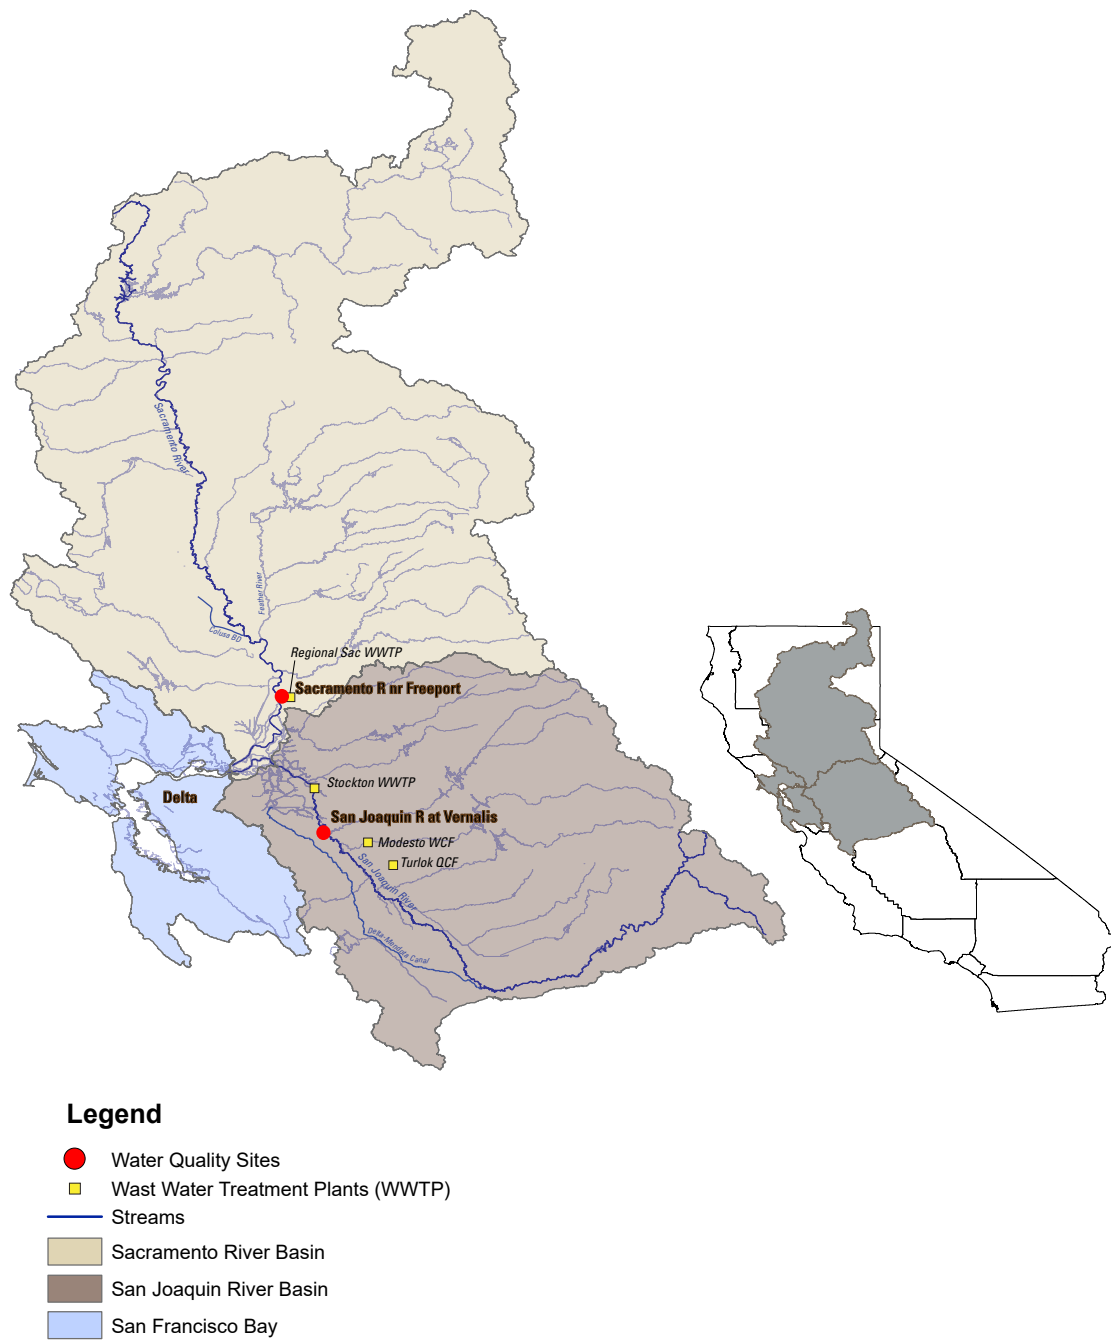 Sacramento River
Feather River
Colusa BD
Regional Sac WWTP
Sacramento R nr Freeport
Stockton WWTP
Delta
San Joaquin R at Vernalis
Modesto WCF
Turlok QCF
San Joaquin River
Delta-Mendota Canal
Legend
Water Quality Sites
Wast Water Treatment Plants (WWTP)
Streams
Sacramento River Basin
San Joaquin River Basin
San Francisco Bay